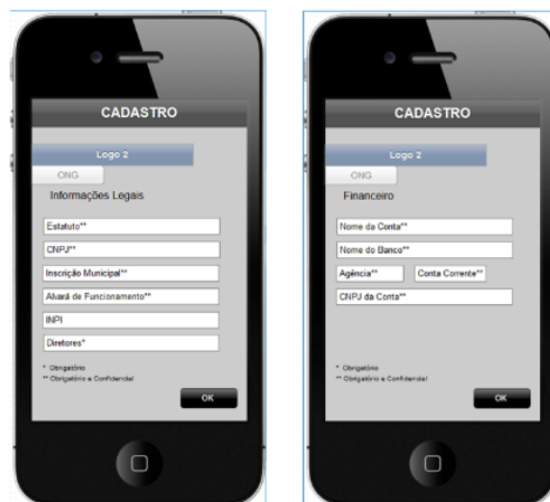 CADASTRO
Logo 2
ONG
Informações Legais
Estatuto**
CNPJ**
Inscrição Municipal**
Alvará de Funcionamento**
INPI
Diretores*
* Obrigatório
** Obrigatório e Confidencial
OK
CADASTRO
Logo 2
ONG
Financeiro
Nome da Conta**
Nome do Banco**
Agência** Conta Corrente**
CNPJ da Conta**
* Obrigatório
** Obrigatório e Confidencial
OK